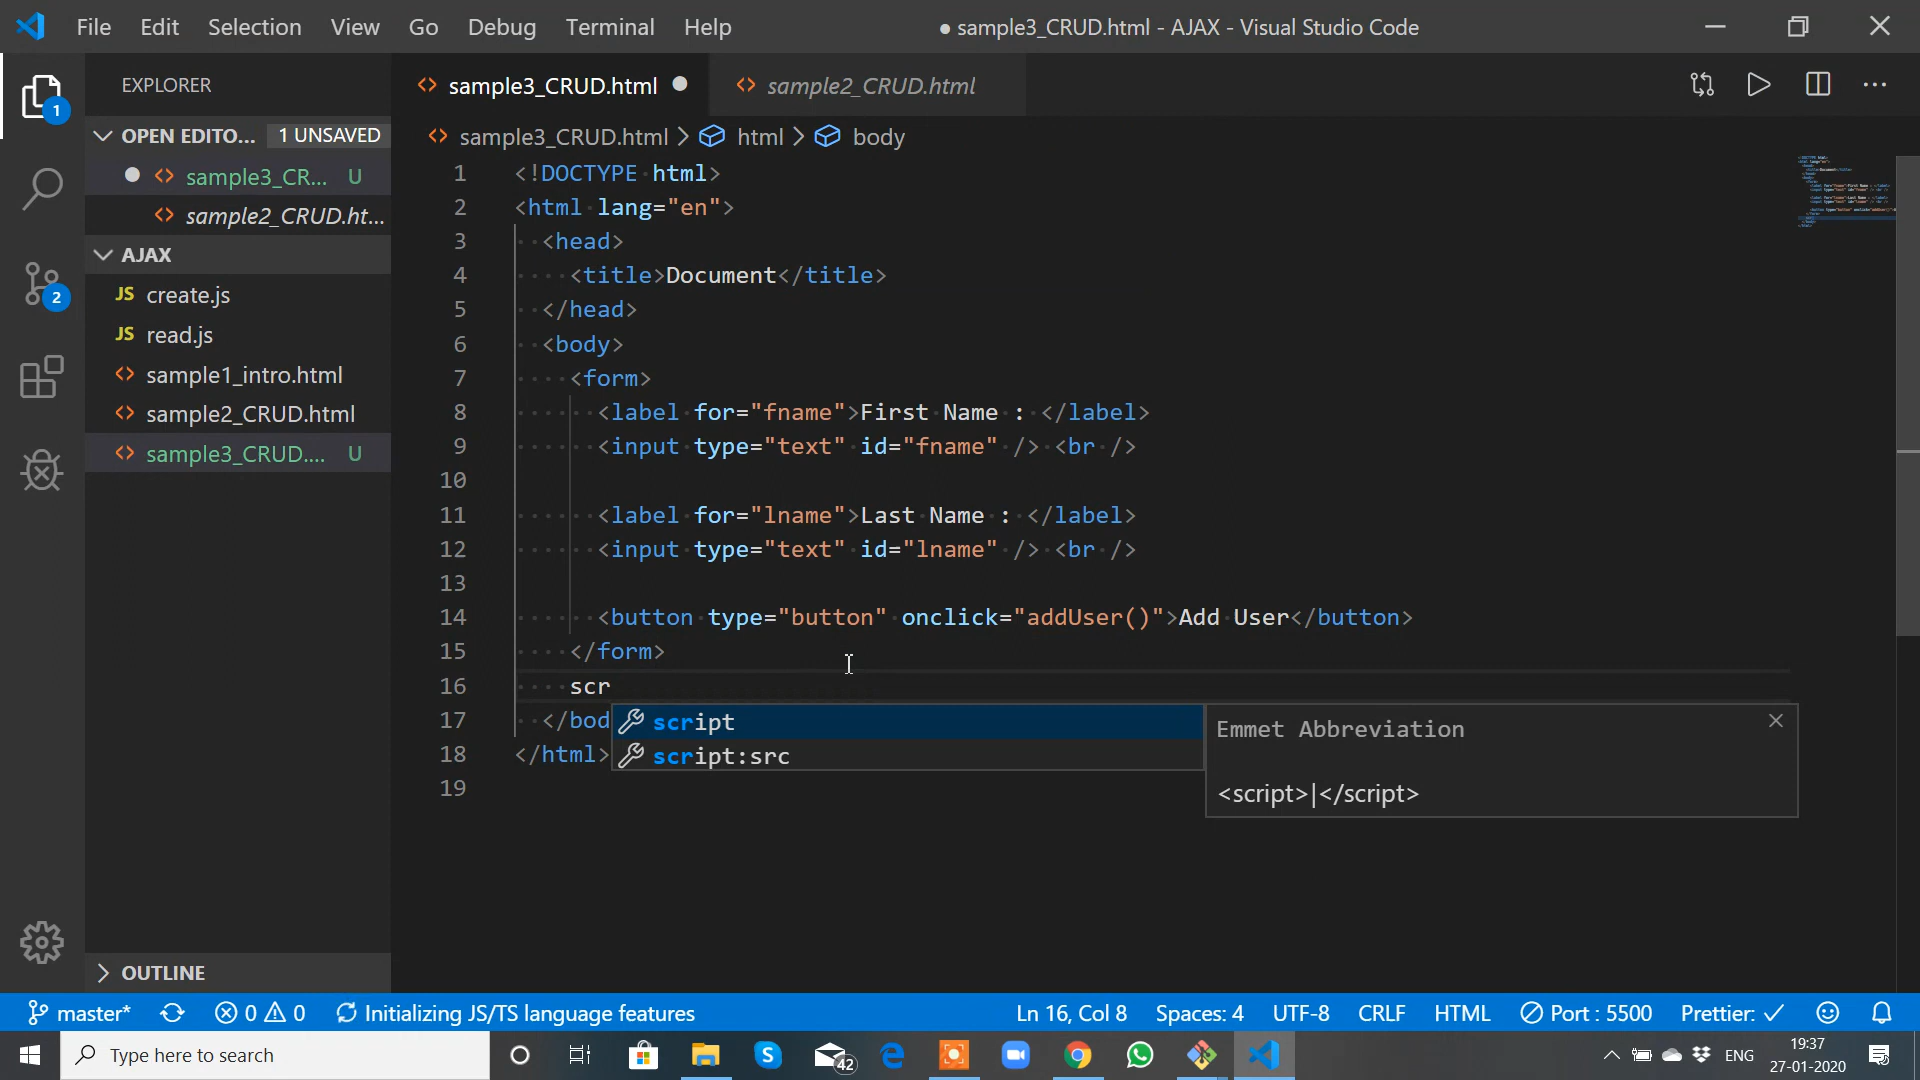 File Edit Selection View Go Debug Terminal Help
● sample3_CRUD.html - AJAX - Visual Studio Code
EXPLORER
1
OPEN EDITO... 1 UNSAVED
sample3_CR... U
sample2_CRUD.ht...
AJAX
JS create.js
JS read.js
sample1_intro.html
sample2_CRUD.html
sample3_CRUD.... U
2
OUTLINE
sample3_CRUD.html
sample2_CRUD.html
sample3_CRUD.html > html > body
1 <!DOCTYPE html>
2 <html lang="en">
3 <head>
4 <title>Document</title>
5 </head>
6 <body>
7 <form>
8 <label for="fname">First Name : </label>
9 <input type="text" id="fname" /> <br />
10
11 <label for="lname">Last Name : </label>
12 <input type="text" id="lname" /> <br />
13
14 <button type="button" onclick="addUser()">Add User</button>
15 </form>
16 scr
17 </bod
18 </html>
19
script
script:src
Emmet Abbreviation
<script>|</script>
master* 0 0 Initializing JS/TS language features
Ln 16, Col 8 Spaces: 4 UTF-8 CRLF HTML Port : 5500 Prettier: ✓
Type here to search
42
ENG
19:37
27-01-2020